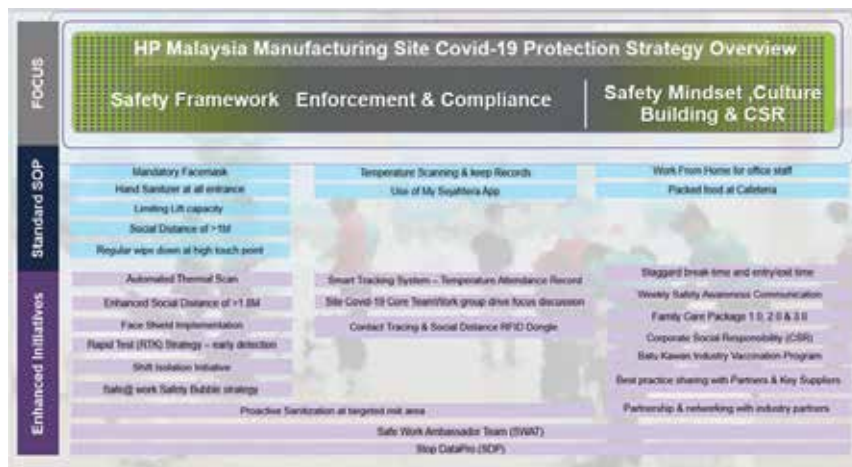 FOCUS
HP Malaysia Manufacturing Site Covid-19 Protection Strategy Overview
Safety Framework
Enforcement & Compliance
Safety Mindset ,Culture
Building & CSR
Standard SOP
Mandatory Facemask
Hand Sanitizer at all entrance
Limiting Lift capacity
Social Distance of >1M
Regular wipe down at high touch point
Temperature Scanning & keep Records
Use of My Sejahtera App
Work From Home for office staff
Packed food at Cafeteria
Enhanced Initiatives
Automated Thermal Scan
Enhanced Social Distance of >1.8M
Face Shield Implementation
Rapid Test (RTK) Strategy – early detection
Shift Isolation Initiative
Safe@ work Safety Bubble strategy
Smart Tracking System – Temperature Attendance Record
Site Covid-19 Core Team/Work group drive focus discussion
Contact Tracing & Social Distance RFID Dongle
Staggard break time and entry/exit time
Weekly Safety Awareness Communication
Family Care Package 1.0, 2.0 & 3.0
Corporate Social Responsibility (CSR)
Batu Kawan Industry Vaccination Program
Best practice sharing with Partners & Key Suppliers
Partnership & networking with industry partners
Proactive Sanitization at targeted risk area
Safe Work Ambassador Team (SWAT)
Stop DataPro (SDP)